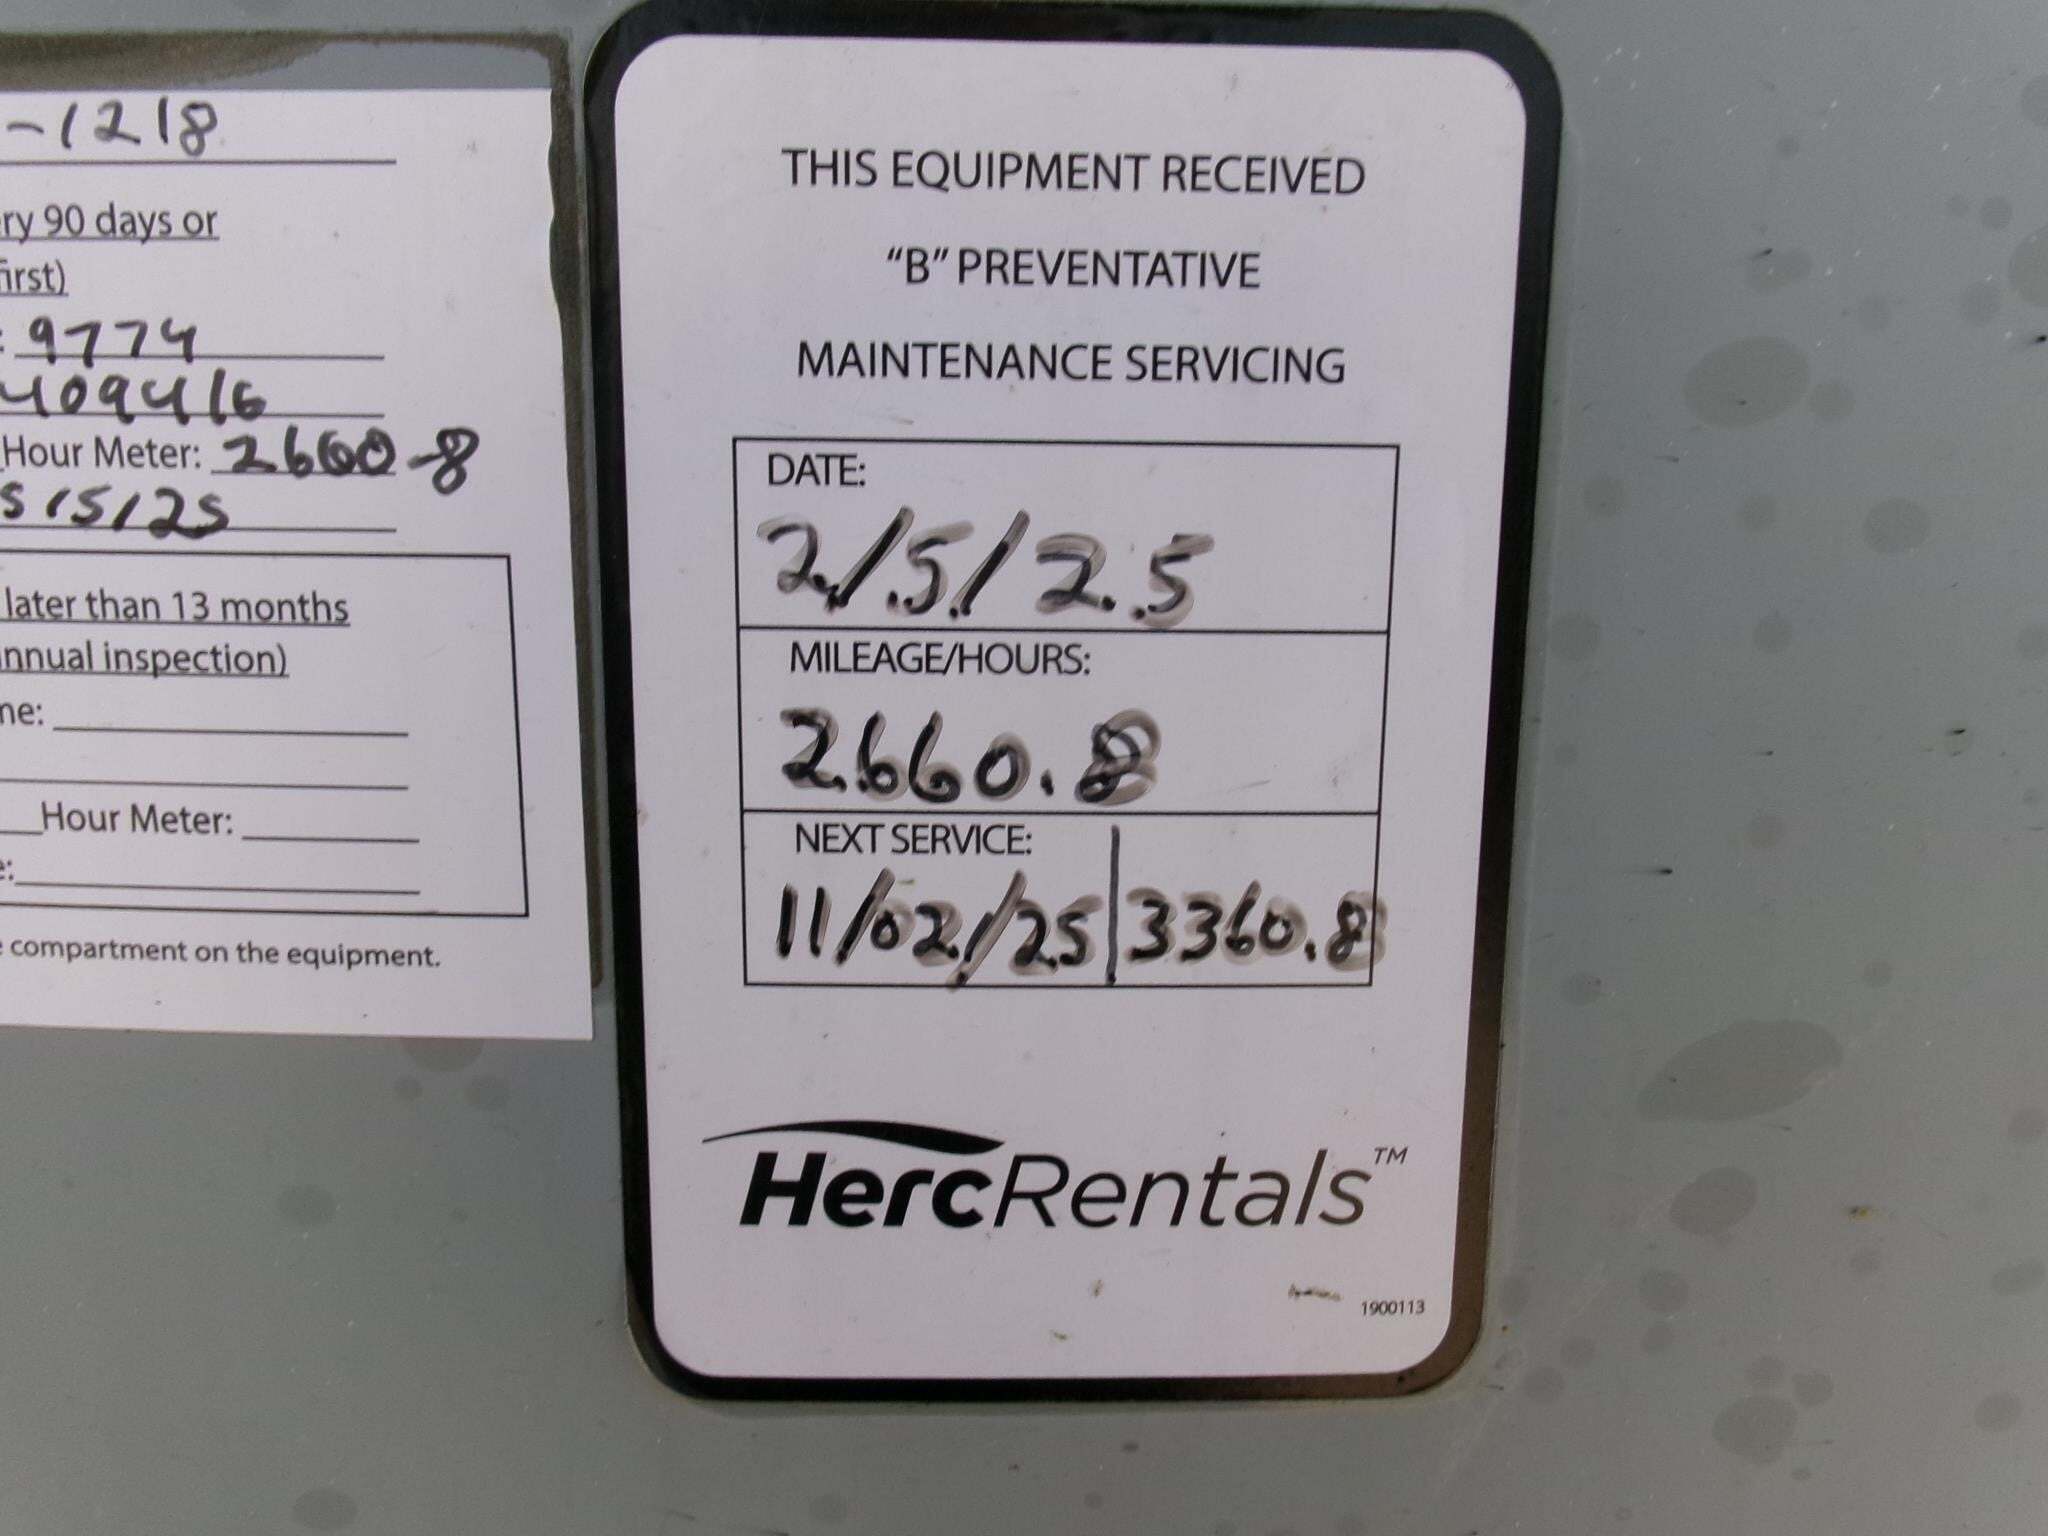 -1218
ry 90 days or
first)
: 9774
409416
Hour Meter: 2660.8
5/5/25
later than 13 months
annual inspection)
me:
Hour Meter:
e:
e compartment on the equipment.
THIS EQUIPMENT RECEIVED
“B” PREVENTATIVE
MAINTENANCE SERVICING
DATE:
2/5/25
MILEAGE/HOURS:
2660.8
NEXT SERVICE:
11/02/25 | 3360.8
HercRentals™
1900113